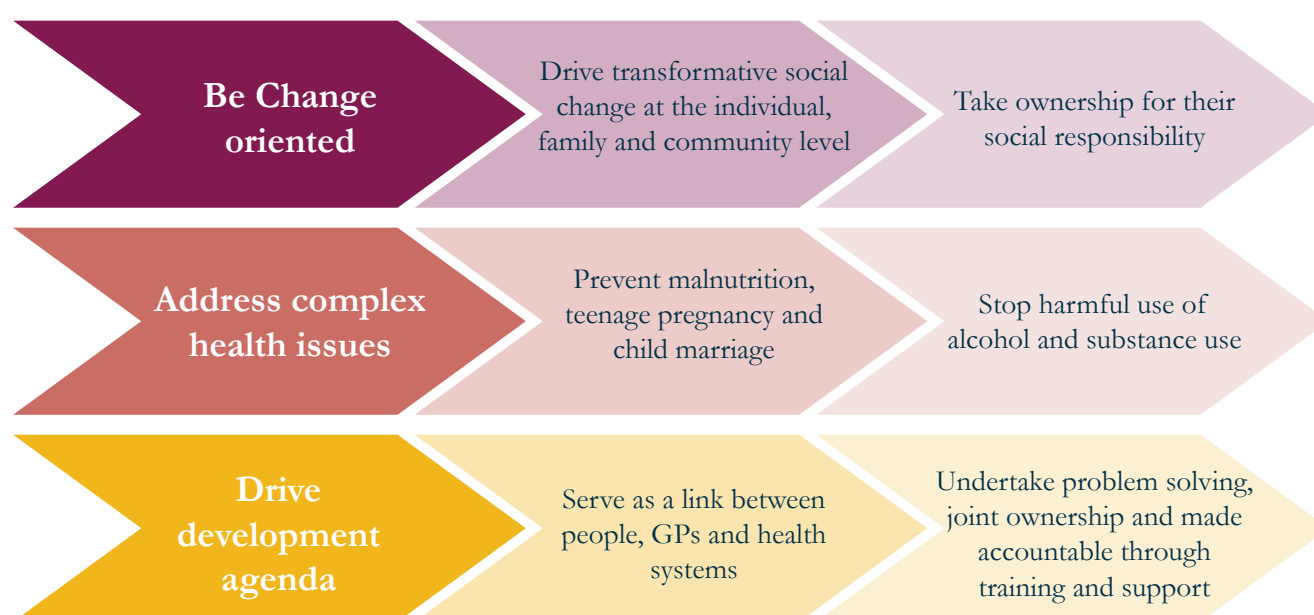 Be Change
oriented
Drive transformative social
change at the individual,
family and community level
Take ownership for their
social responsibility
Address complex
health issues
Prevent malnutrition,
teenage pregnancy and
child marriage
Stop harmful use of
alcohol and substance use
Drive
development
agenda
Serve as a link between
people, GPs and health
systems
Undertake problem solving,
joint ownership and made
accountable through
training and support